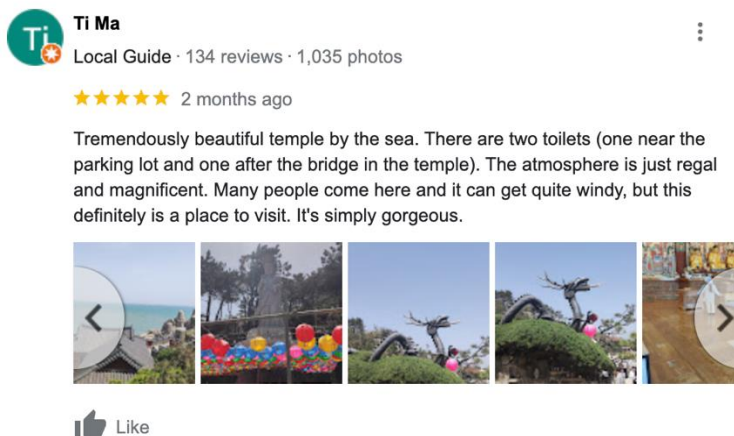 Ti
Ti Ma
Local Guide · 134 reviews · 1,035 photos
2 months ago
Tremendously beautiful temple by the sea. There are two toilets (one near the
parking lot and one after the bridge in the temple). The atmosphere is just regal
and magnificent. Many people come here and it can get quite windy, but this
definitely is a place to visit. It's simply gorgeous.
Like